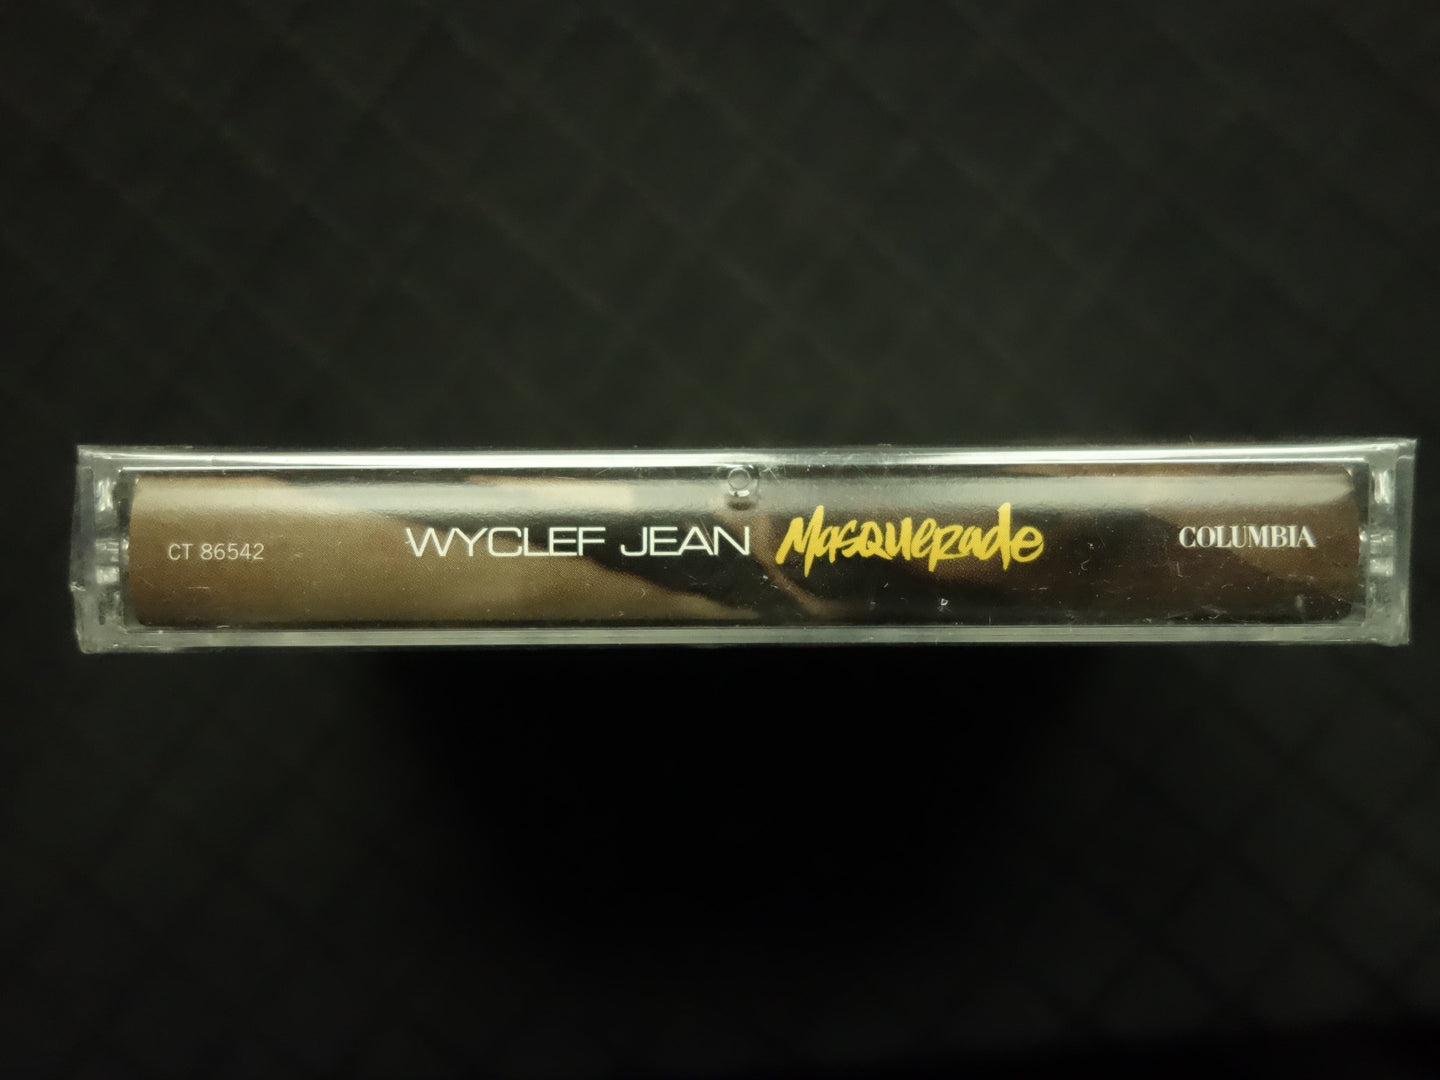 CT 86542 WYCLEF JEAN Masquerade COLUMBIA